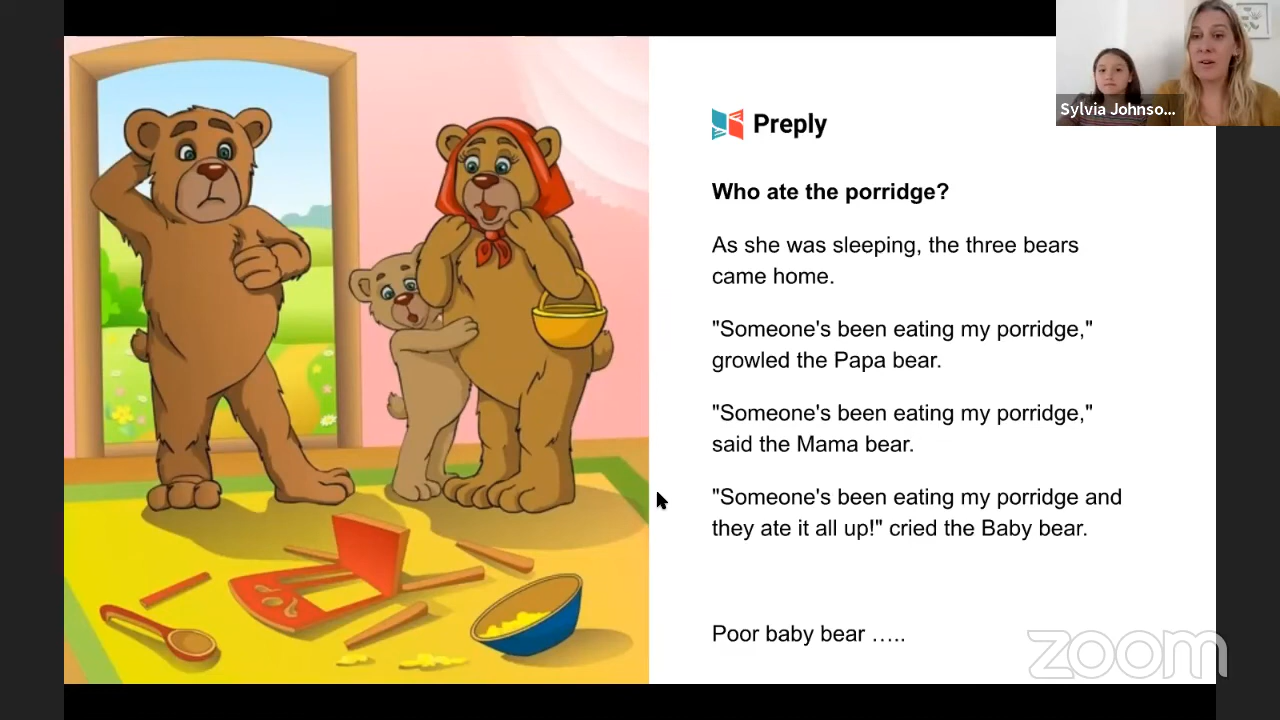 Sylvia Johnso...
Preply
Who ate the porridge?
As she was sleeping, the three bears
came home.
"Someone's been eating my porridge,"
growled the Papa bear.
"Someone's been eating my porridge,"
said the Mama bear.
"Someone's been eating my porridge and
they ate it all up!" cried the Baby bear.
Poor baby bear …..
zoom